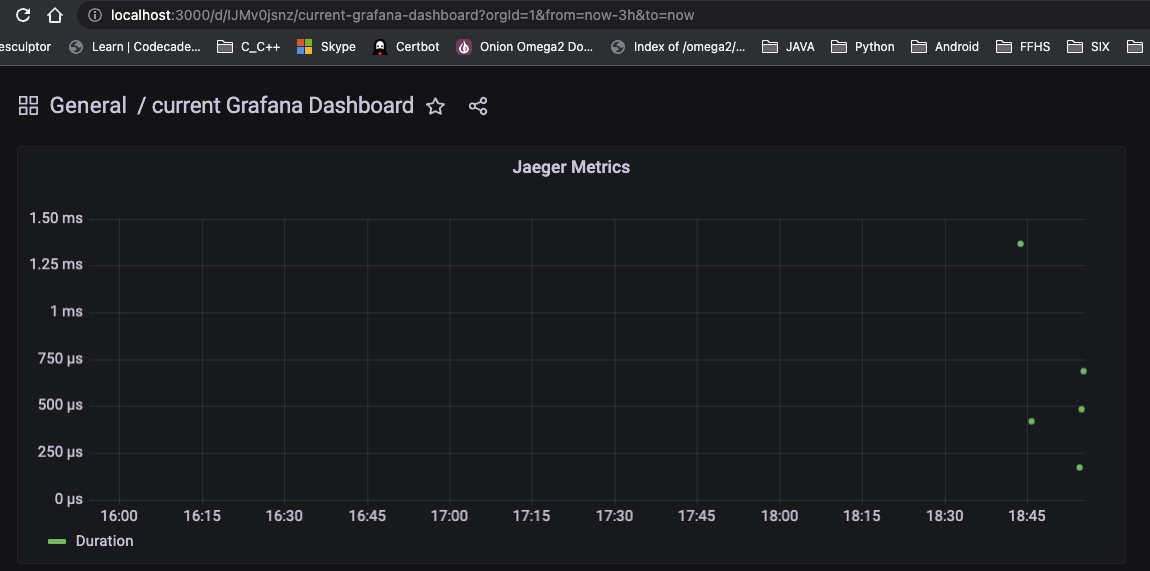 localhost:3000/d/IJMv0jsnz/current-grafana-dashboard?orgId=1&from=now-3h&to=now
esculptor Learn | Codecade... C_C++ Skype Certbot Onion Omega2 Do... Index of /omega2/... JAVA Python Android FFHS SIX
General / current Grafana Dashboard
Jaeger Metrics
1.50 ms
1.25 ms
1 ms
750 µs
500 µs
250 µs
0 µs
16:00 16:15 16:30 16:45 17:00 17:15 17:30 17:45 18:00 18:15 18:30 18:45
Duration